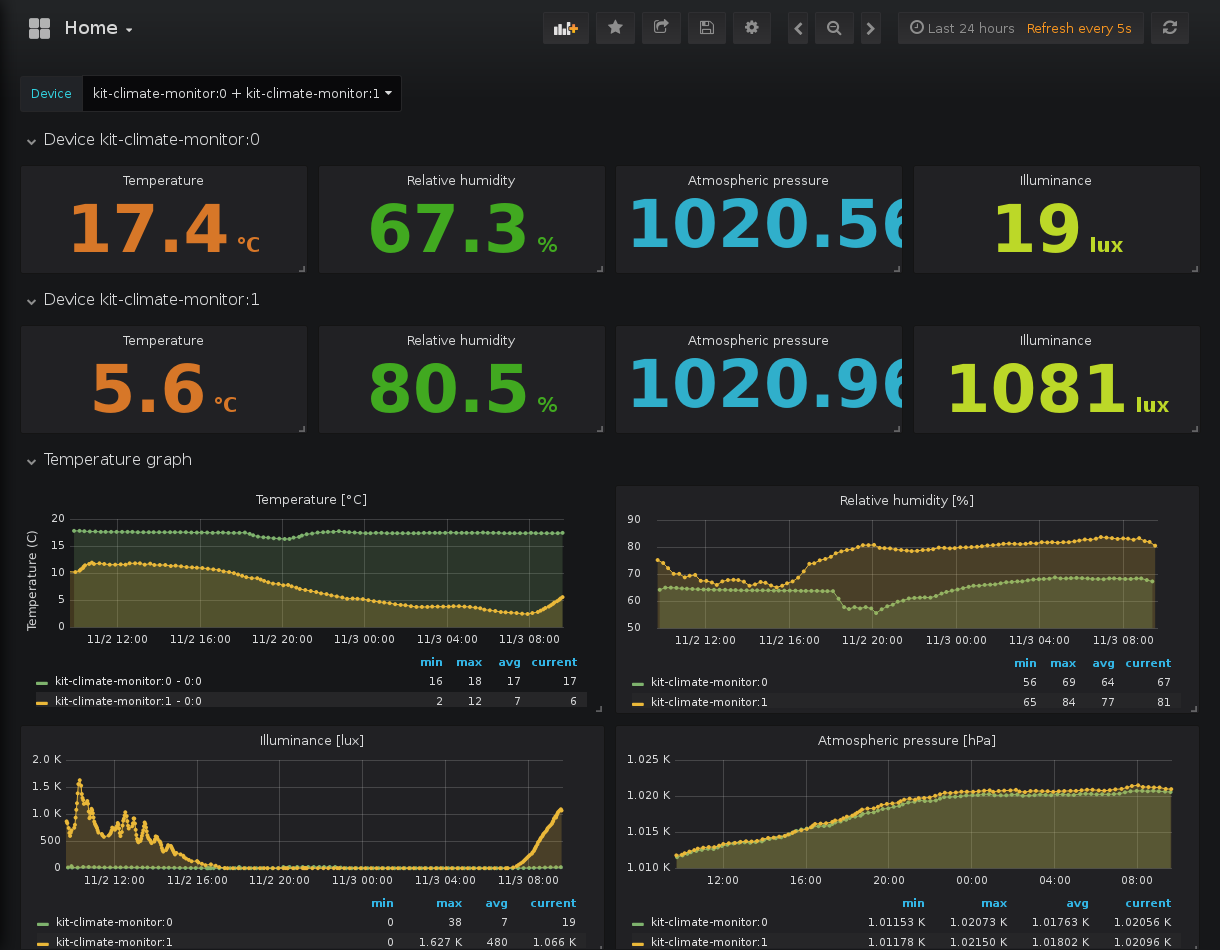 Home
Last 24 hours Refresh every 5s
Device kit-climate-monitor:0 + kit-climate-monitor:1
Device kit-climate-monitor:0
Temperature Relative humidity Atmospheric pressure Illuminance
17.4 °C 67.3 % 1020.56 19 lux
Device kit-climate-monitor:1
Temperature Relative humidity Atmospheric pressure Illuminance
5.6 °C 80.5 % 1020.96 1081 lux
Temperature graph
Temperature [°C]
Temperature (C)
20
15
10
5
0
11/2 12:00 11/2 16:00 11/2 20:00 11/3 00:00 11/3 04:00 11/3 08:00
min max avg current
kit-climate-monitor:0 - 0:0 16 18 17 17
kit-climate-monitor:1 - 0:0 2 12 7 6
Relative humidity [%]
90
80
70
60
50
11/2 12:00 11/2 16:00 11/2 20:00 11/3 00:00 11/3 04:00 11/3 08:00
min max avg current
kit-climate-monitor:0 56 69 64 67
kit-climate-monitor:1 65 84 77 81
Illuminance [lux]
2.0 K
1.5 K
1.0 K
500
0
11/2 12:00 11/2 16:00 11/2 20:00 11/3 00:00 11/3 04:00 11/3 08:00
min max avg current
kit-climate-monitor:0 0 38 7 19
kit-climate-monitor:1 0 1.627 K 480 1.066 K
Atmospheric pressure [hPa]
1.025 K
1.020 K
1.015 K
1.010 K
12:00 16:00 20:00 00:00 04:00 08:00
min max avg current
kit-climate-monitor:0 1.01153 K 1.02073 K 1.01763 K 1.02056 K
kit-climate-monitor:1 1.01178 K 1.02150 K 1.01802 K 1.02096 K